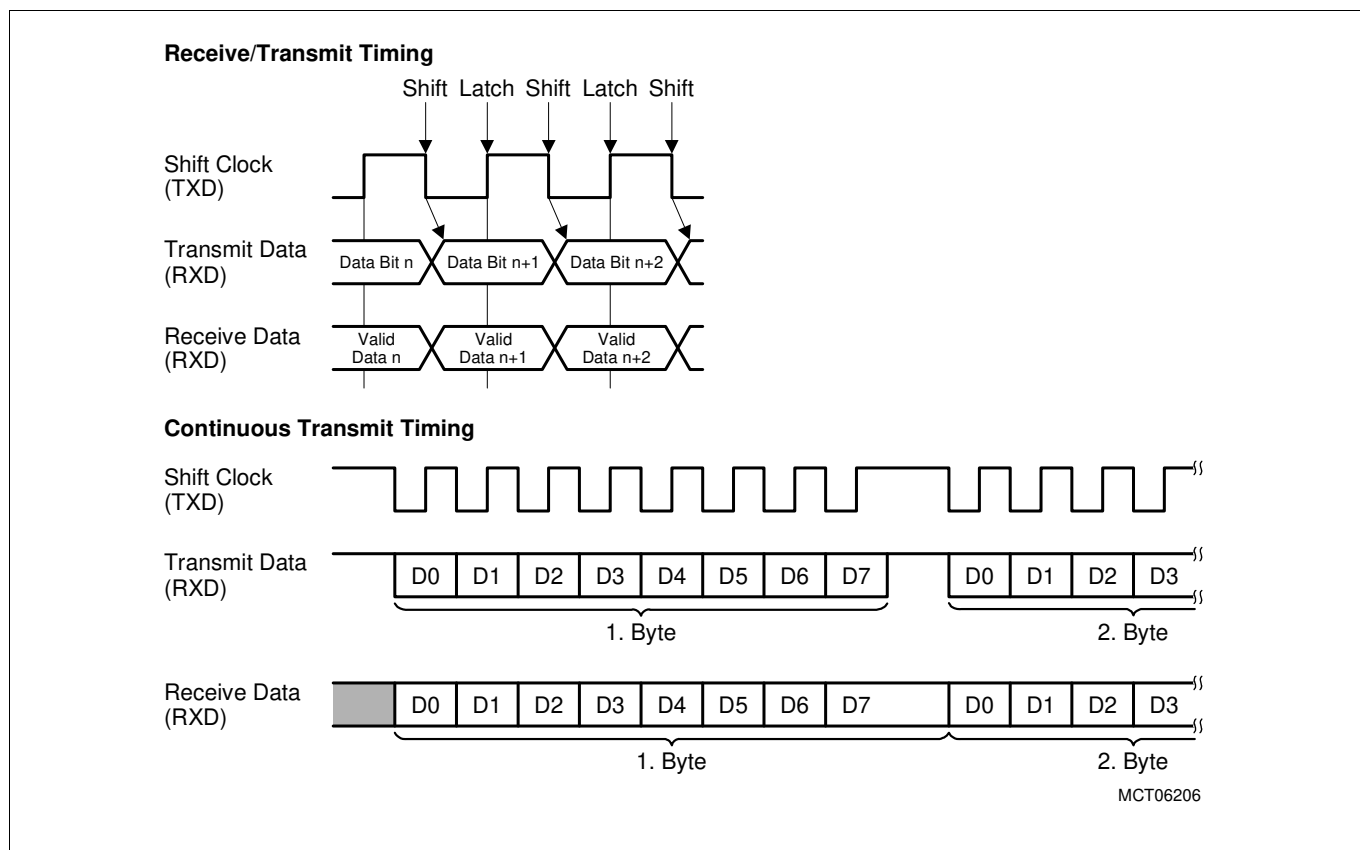 Receive/Transmit Timing
Shift Latch Shift Latch Shift
Shift Clock
(TXD)
Transmit Data
(RXD)
Data Bit n Data Bit n+1 Data Bit n+2
Receive Data
(RXD)
Valid Valid Valid
Data n Data n+1 Data n+2
Continuous Transmit Timing
Shift Clock
(TXD)
Transmit Data
(RXD)
D0 D1 D2 D3 D4 D5 D6 D7 D0 D1 D2 D3
1. Byte 2. Byte
Receive Data
(RXD)
D0 D1 D2 D3 D4 D5 D6 D7 D0 D1 D2 D3
1. Byte 2. Byte
MCT06206